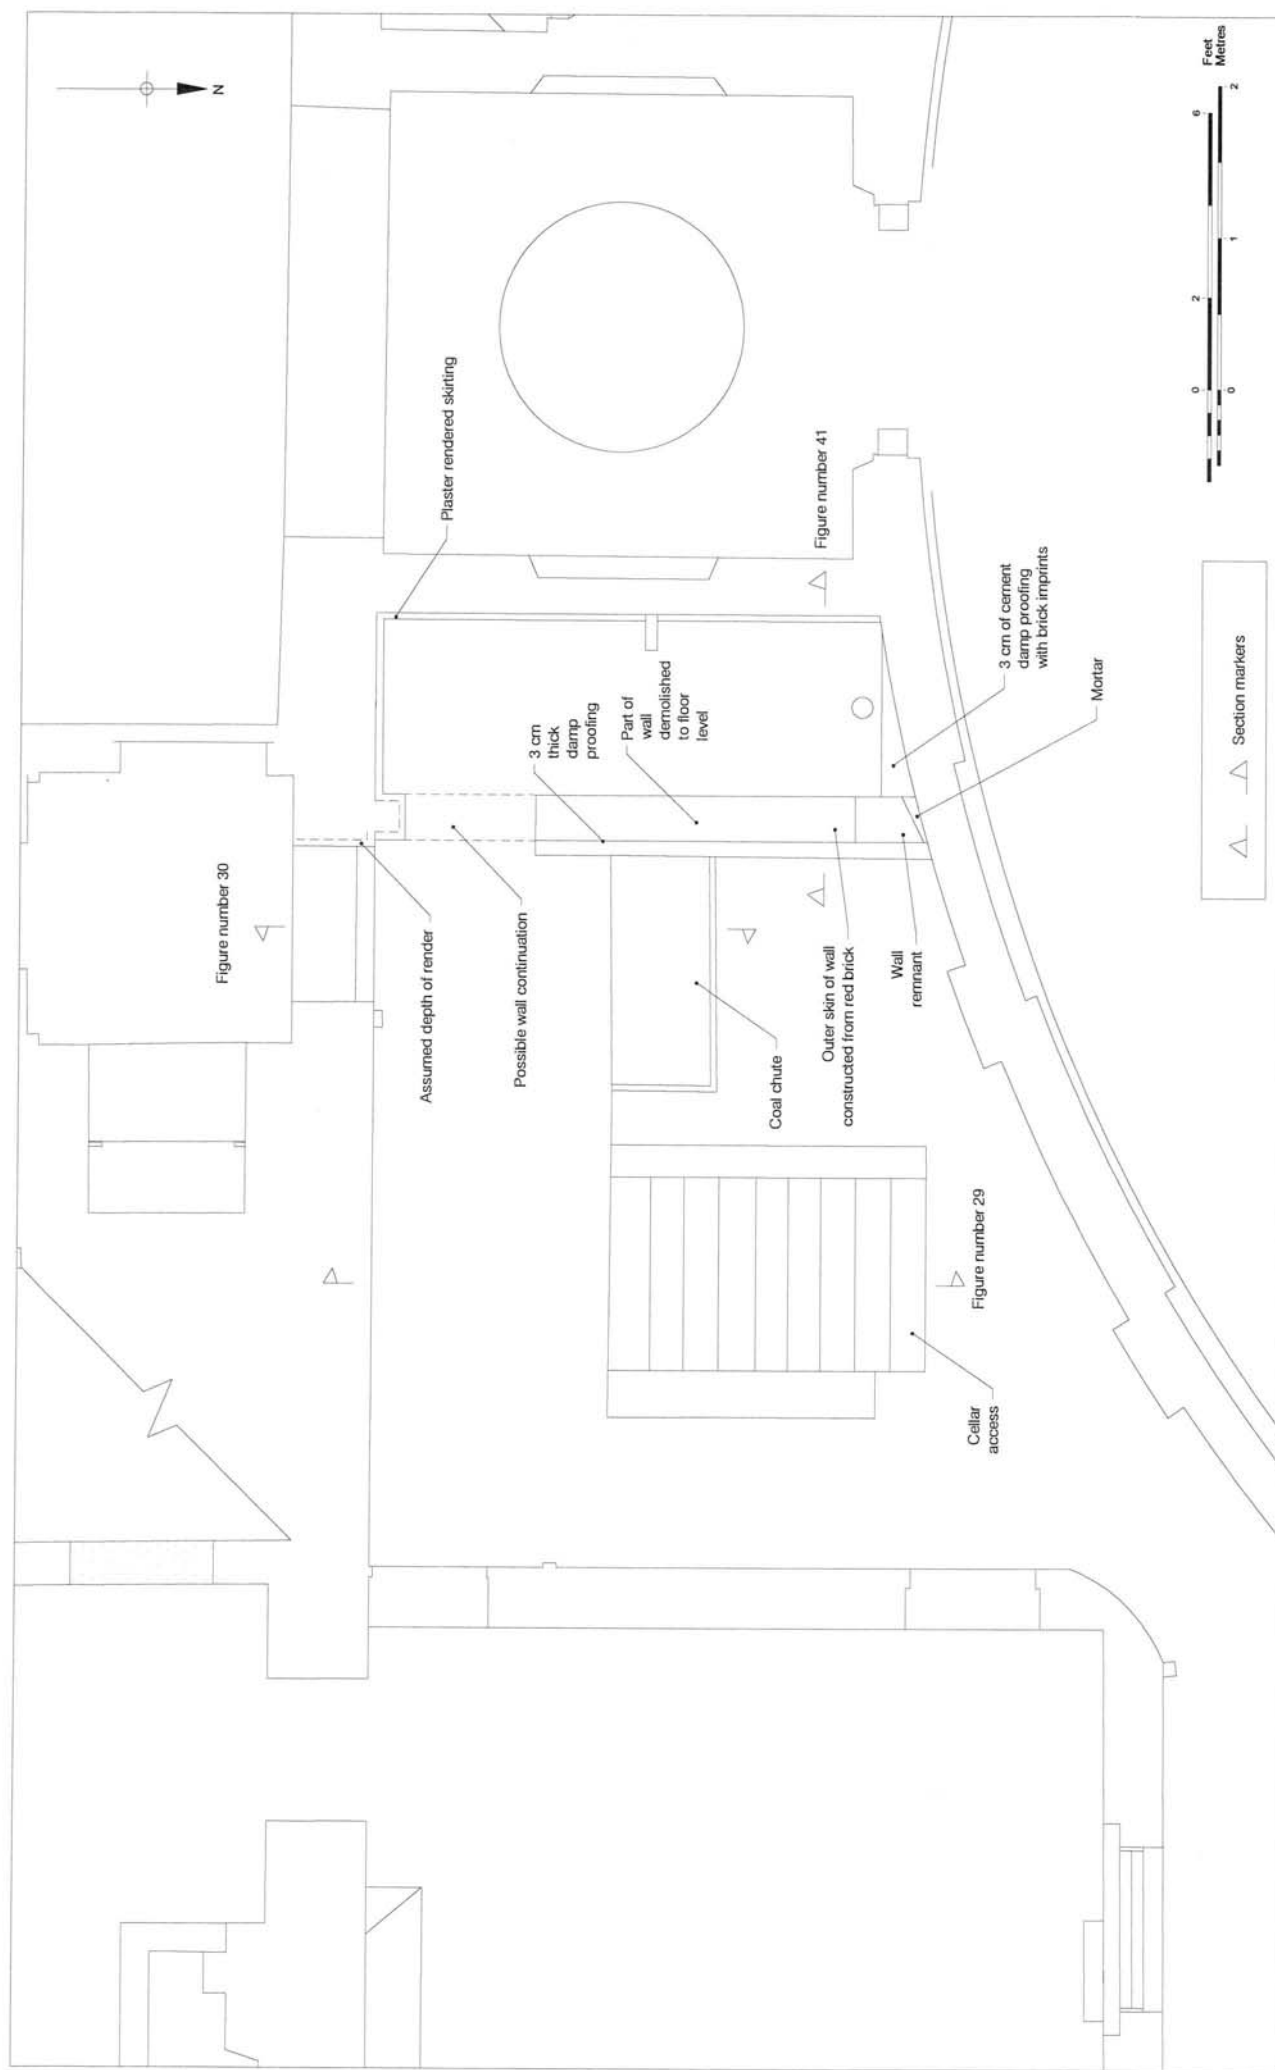 N
Feet
Metres
6
2
0
2
1
0
Plaster rendered skirting
Figure number 41
3 cm
thick
damp
proofing
Part of
wall
demolished
to floor
level
3 cm of cement
damp proofing
with brick imprints
Mortar
Figure number 30
Assumed depth of render
Possible wall continuation
Coal chute
Outer skin of wall
constructed from red brick
Wall
remnant
Section markers
Figure number 29
Cellar
access